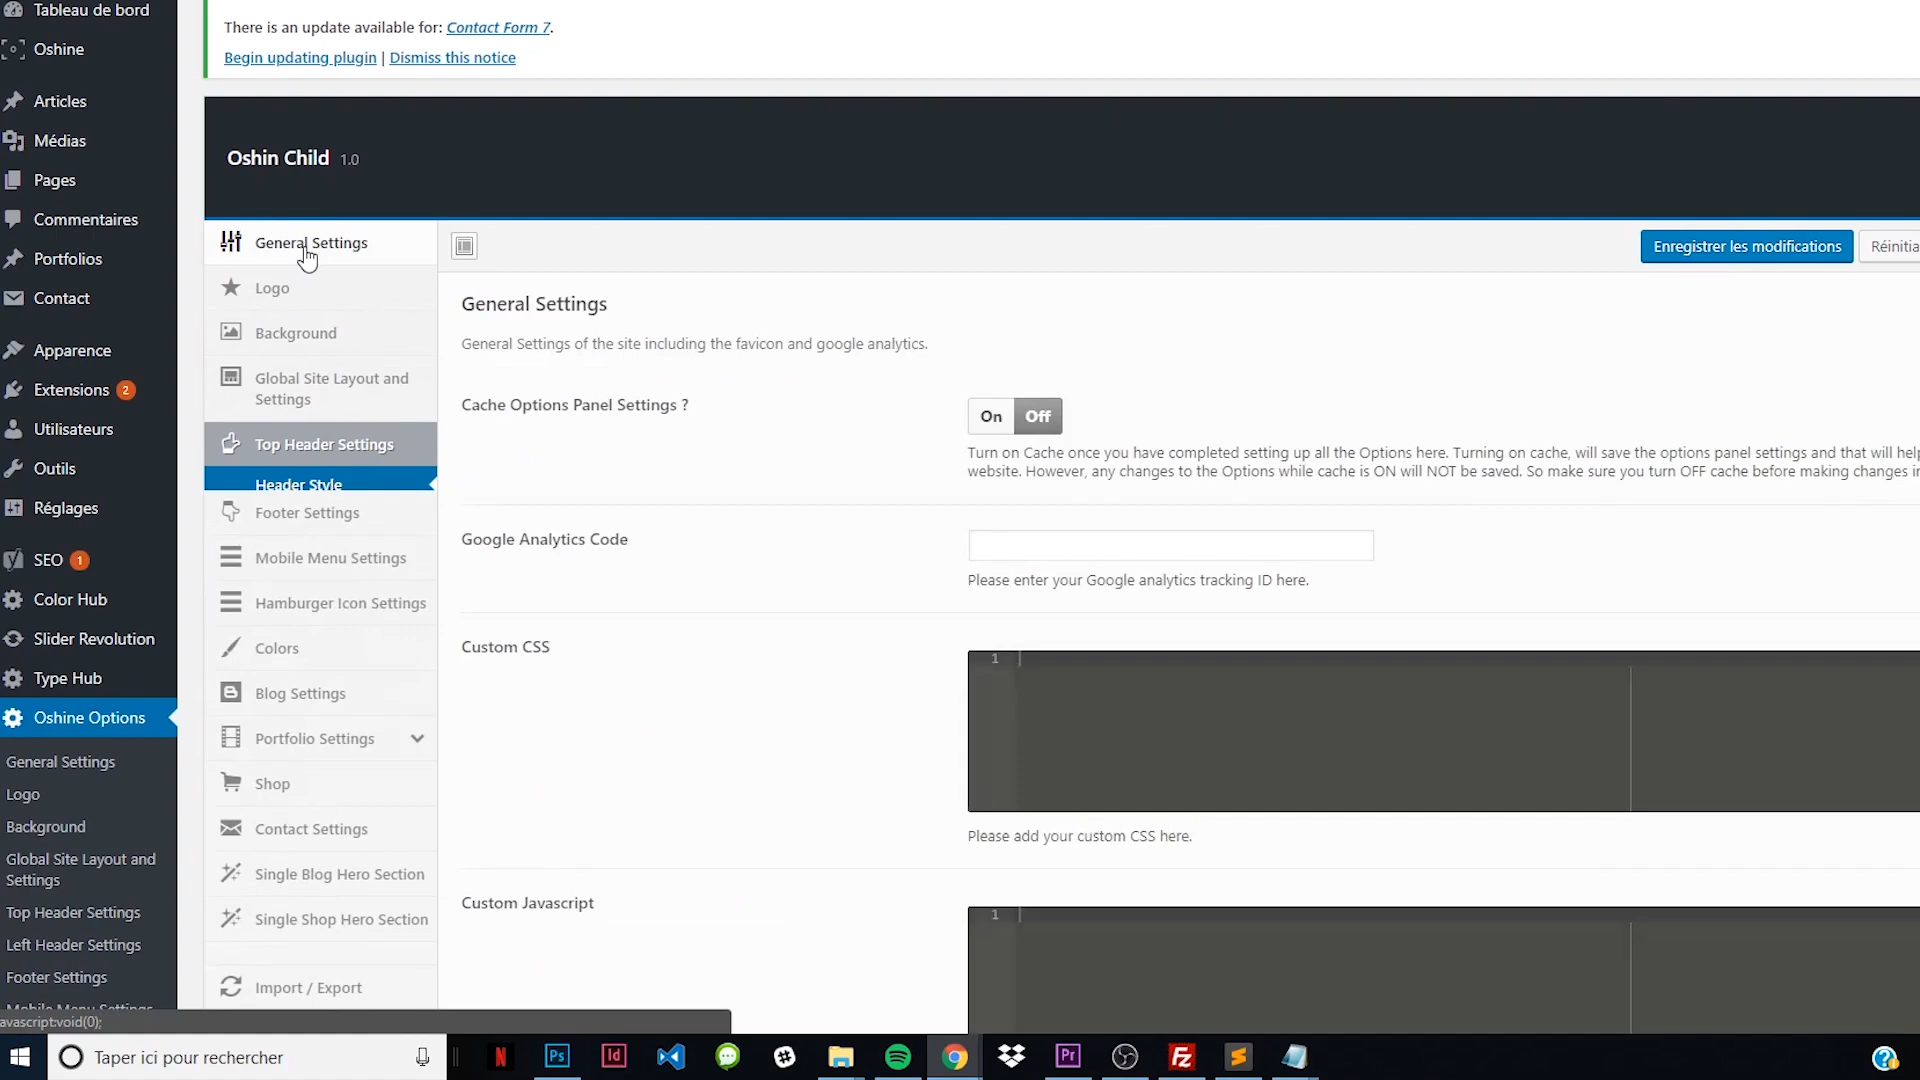 Tableau de bord
Oshine
Articles
Médias
Pages
Commentaires
Portfolios
Contact
Apparence
Extensions 2
Utilisateurs
Outils
Réglages
SEO 1
Color Hub
Slider Revolution
Type Hub
Oshine Options
General Settings
Logo
Background
Global Site Layout and
Settings
Top Header Settings
Left Header Settings
Footer Settings
Mobile Menu Settings
avascript:void(0);
There is an update available for: Contact Form 7.
Begin updating plugin | Dismiss this notice
Oshin Child 1.0
General Settings
Logo
Background
Global Site Layout and
Settings
Top Header Settings
Header Style
Footer Settings
Mobile Menu Settings
Hamburger Icon Settings
Colors
Blog Settings
Portfolio Settings
Shop
Contact Settings
Single Blog Hero Section
Single Shop Hero Section
Import / Export
Enregistrer les modifications
Réinitia
General Settings
General Settings of the site including the favicon and google analytics.
Cache Options Panel Settings ?
On Off
Turn on Cache once you have completed setting up all the Options here. Turning on cache, will save the options panel settings and that will help
website. However, any changes to the Options while cache is ON will NOT be saved. So make sure you turn OFF cache before making changes in
Google Analytics Code
Please enter your Google analytics tracking ID here.
Custom CSS
1
Please add your custom CSS here.
Custom Javascript
1
Taper ici pour rechercher
N
Ps
Id
Pr
Fz
S
?